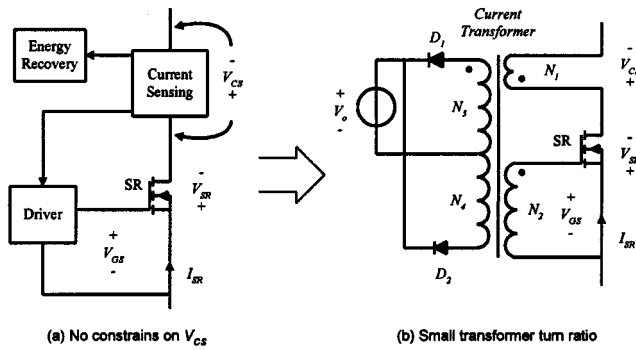 Energy
Recovery
Current
Sensing
-
V_CS
+
SR
-
V_SR
+
Driver
+
V_GS
-
I_SR
(a) No constrains on V_CS
Current
Transformer
D_1
N_3
N_1
+
V_o
-
-
+
SR
-
+
N_4
N_2
+
V_GS
-
D_2
I_SR
(b) Small transformer turn ratio